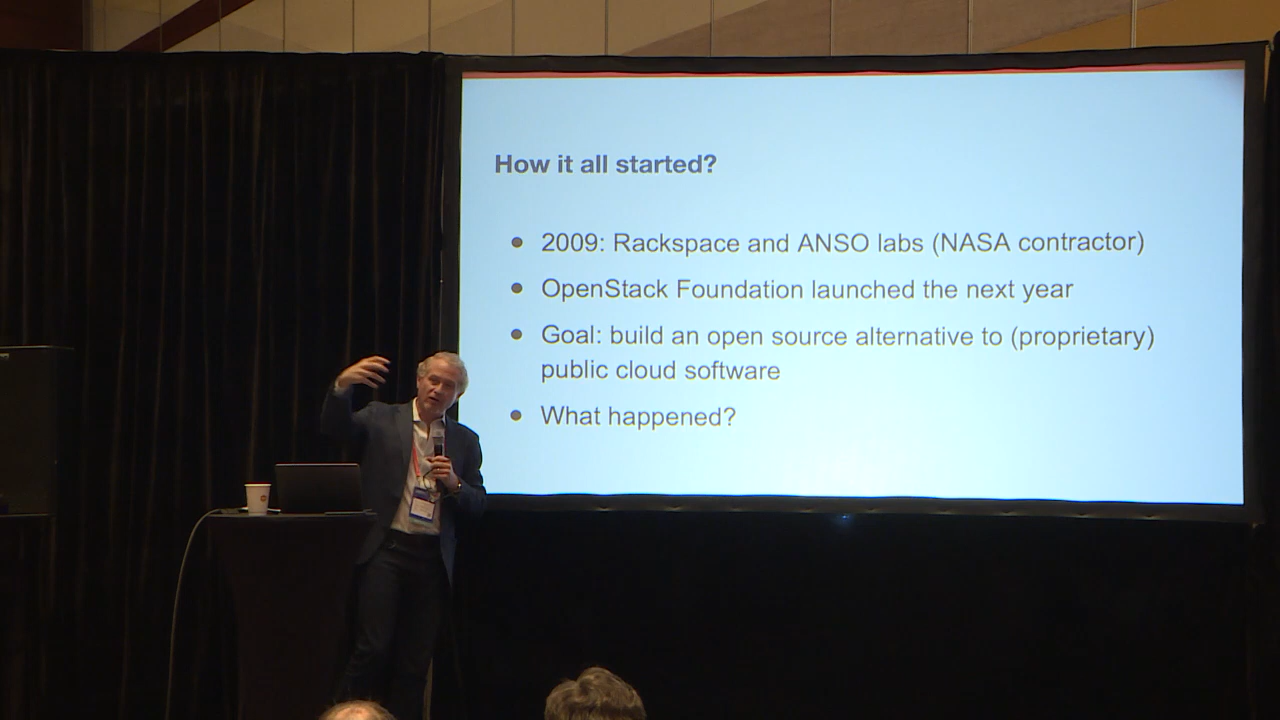 How it all started?
2009: Rackspace and ANSO labs (NASA contractor)
OpenStack Foundation launched the next year
Goal: build an open source alternative to (proprietary)
public cloud software
What happened?